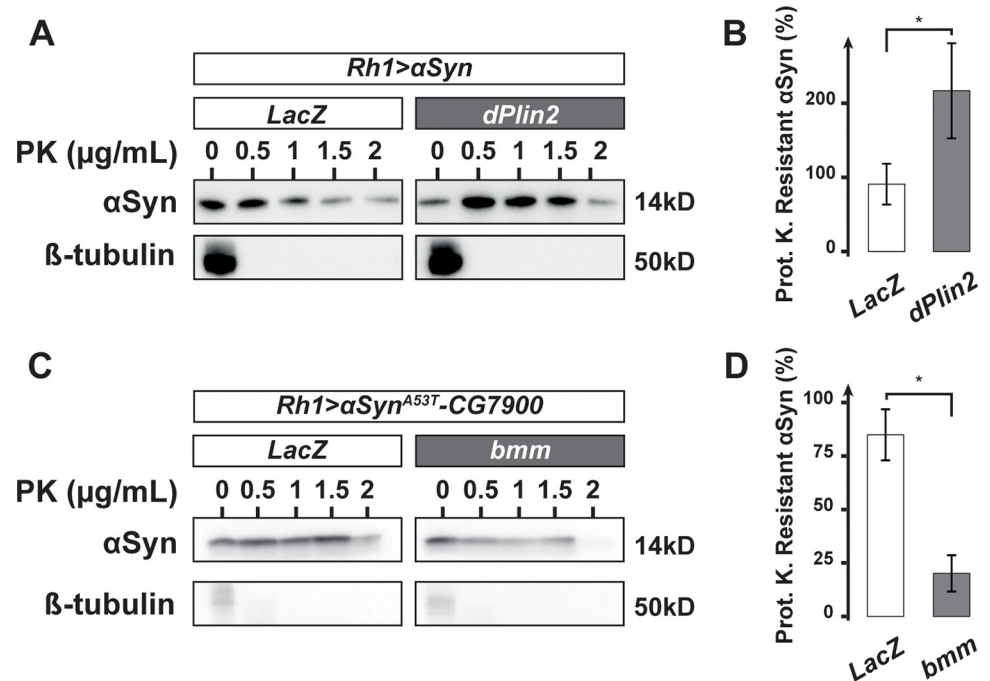 A
Rh1>αSyn
LacZ dPlin2
PK (µg/mL) 0 0.5 1 1.5 2 0 0.5 1 1.5 2
αSyn 14kD
ß-tubulin 50kD
B
Prot. K. Resistant αSyn (%)
*
200
100
0
LacZ dPlin2
C
Rh1>αSynᴬ⁵³ᵀ-CG7900
LacZ bmm
PK (µg/mL) 0 0.5 1 1.5 2 0 0.5 1 1.5 2
αSyn 14kD
ß-tubulin 50kD
D
Prot. K. Resistant αSyn (%)
*
100
75
50
25
0
LacZ bmm